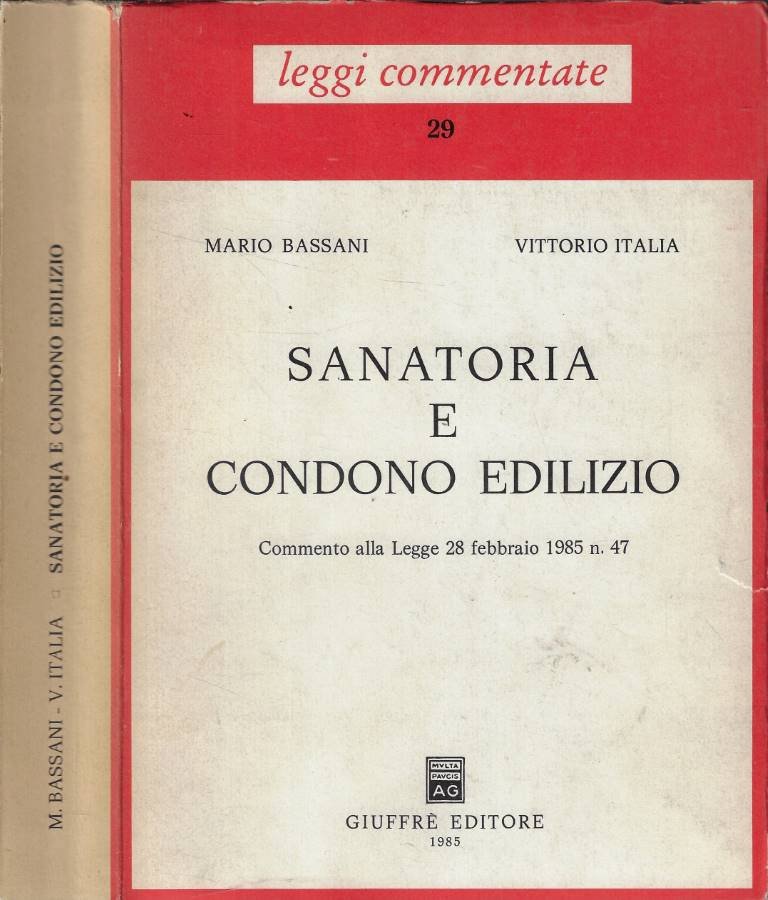 M. BASSANI - V. ITALIA □ SANATORIA E CONDONO EDILIZIO
leggi commentate
29
MARIO BASSANI VITTORIO ITALIA
SANATORIA
E
CONDONO EDILIZIO
Commento alla Legge 28 febbraio 1985 n. 47
MVLTA
PAVCIS
AG
GIUFFRÈ EDITORE
1985